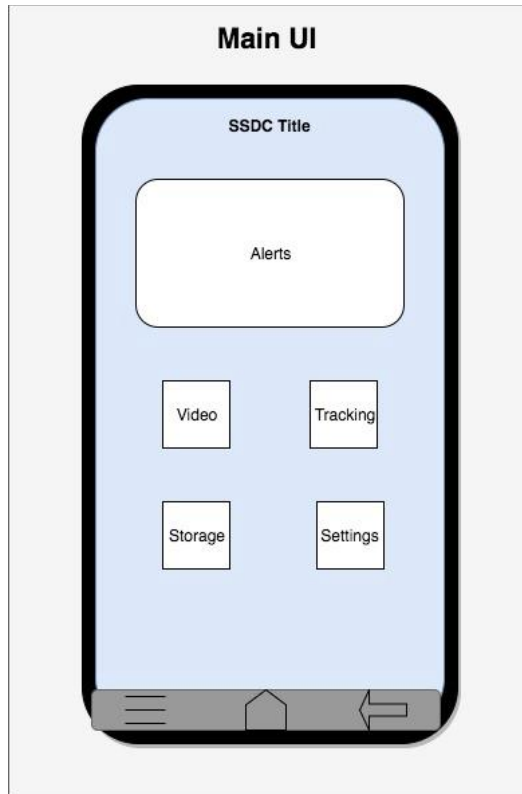 Main UI
SSDC Title
Alerts
Video
Tracking
Storage
Settings